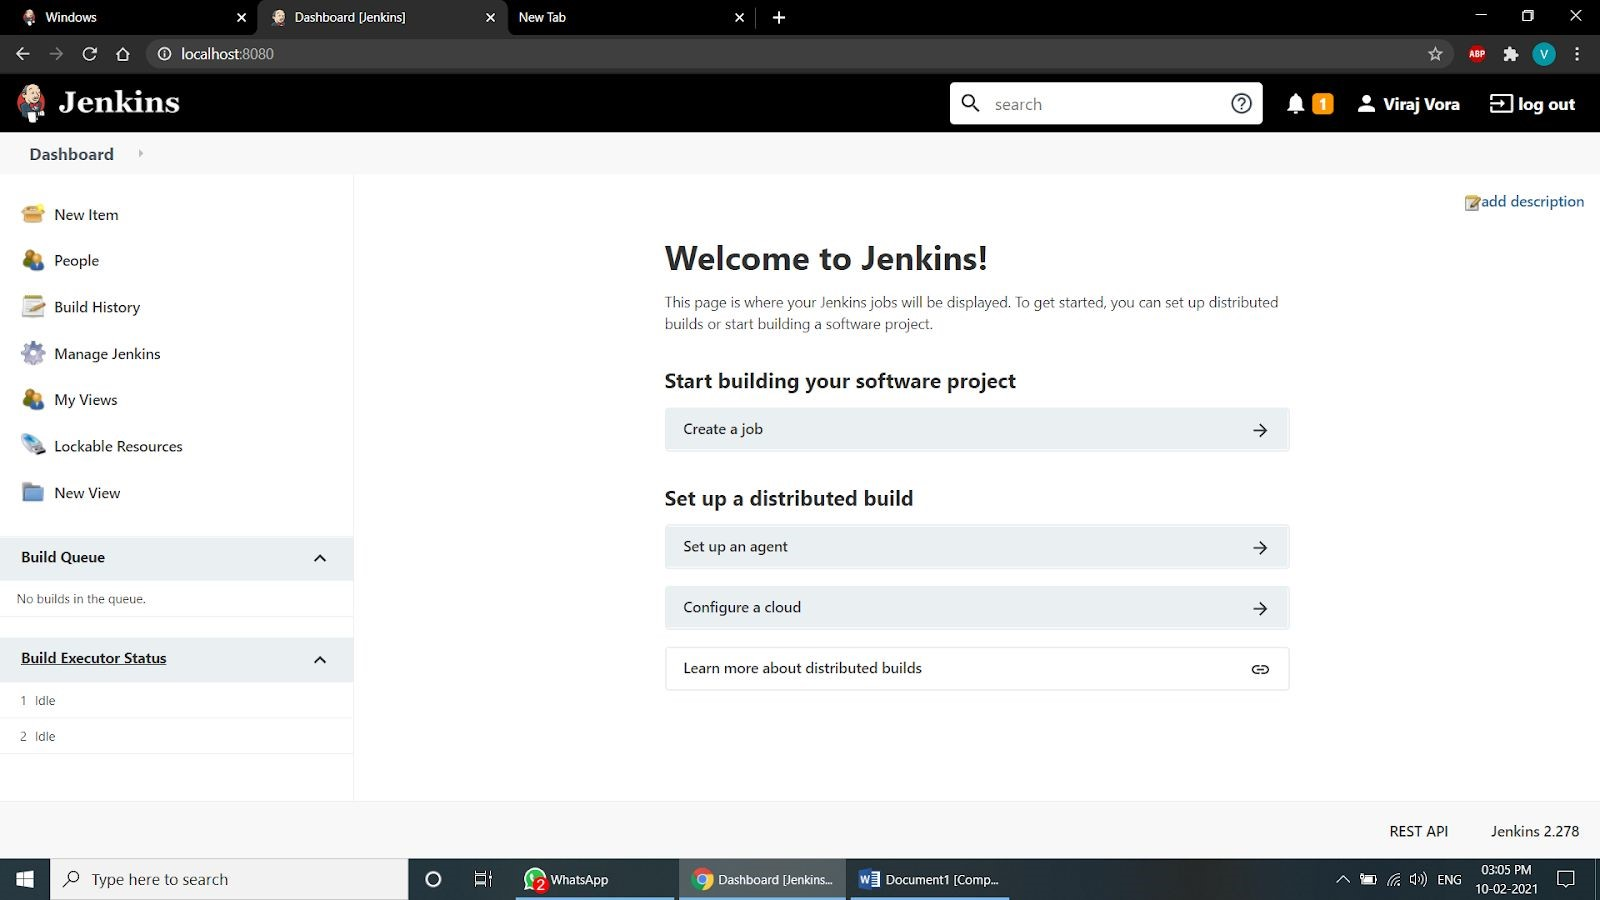 Windows
Dashboard [Jenkins]
New Tab
localhost:8080
ABP
V
Jenkins
search
1
Viraj Vora
log out
Dashboard
add description
New Item
People
Build History
Manage Jenkins
My Views
Lockable Resources
New View
Build Queue
No builds in the queue.
Build Executor Status
1 Idle
2 Idle
Welcome to Jenkins!
This page is where your Jenkins jobs will be displayed. To get started, you can set up distributed
builds or start building a software project.
Start building your software project
Create a job
Set up a distributed build
Set up an agent
Configure a cloud
Learn more about distributed builds
REST API
Jenkins 2.278
Type here to search
2
WhatsApp
Dashboard [Jenkins...
W
Document1 [Comp...
ENG
03:05 PM
10-02-2021